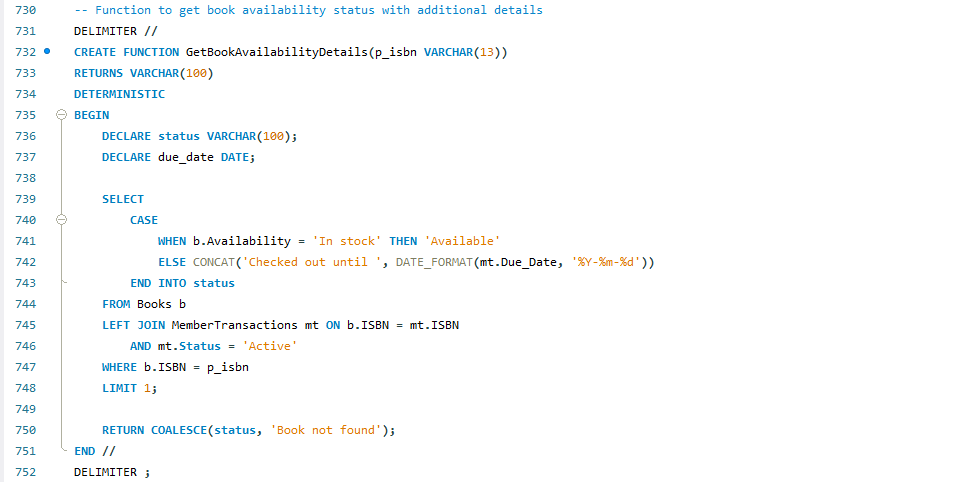 730 -- Function to get book availability status with additional details
731 DELIMITER //
732 CREATE FUNCTION GetBookAvailabilityDetails(p_isbn VARCHAR(13))
733 RETURNS VARCHAR(100)
734 DETERMINISTIC
735 BEGIN
736 DECLARE status VARCHAR(100);
737 DECLARE due_date DATE;
738
739 SELECT
740 CASE
741 WHEN b.Availability = 'In stock' THEN 'Available'
742 ELSE CONCAT('Checked out until ', DATE_FORMAT(mt.Due_Date, '%Y-%m-%d'))
743 END INTO status
744 FROM Books b
745 LEFT JOIN MemberTransactions mt ON b.ISBN = mt.ISBN
746 AND mt.Status = 'Active'
747 WHERE b.ISBN = p_isbn
748 LIMIT 1;
749
750 RETURN COALESCE(status, 'Book not found');
751 END //
752 DELIMITER ;